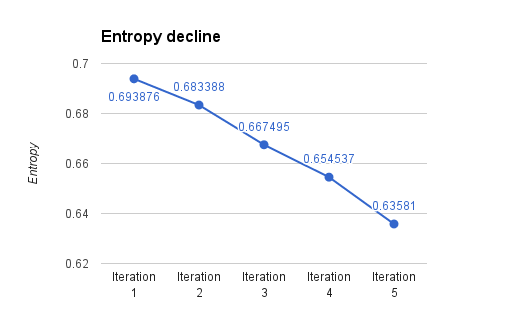 Entropy decline
0.7
0.68
0.66
0.64
0.62
Entropy
0.693876
0.683388
0.667495
0.654537
0.63581
Iteration
1
Iteration
2
Iteration
3
Iteration
4
Iteration
5